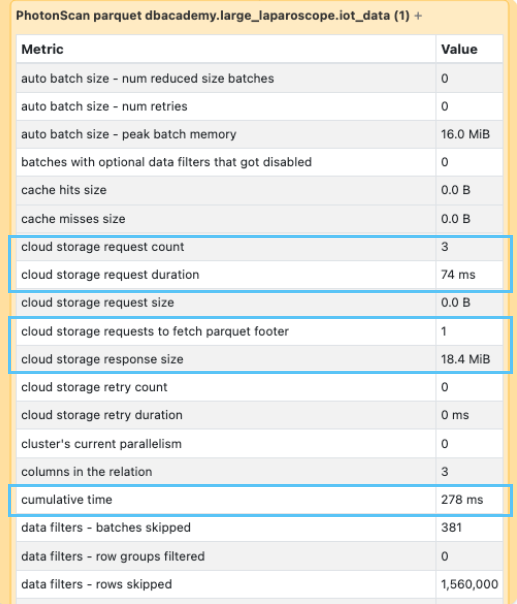 PhotonScan parquet dbacademy.large_laparoscope.iot_data (1) +
Metric Value
auto batch size - num reduced size batches 0
auto batch size - num retries 0
auto batch size - peak batch memory 16.0 MiB
batches with optional data filters that got disabled 0
cache hits size 0.0 B
cache misses size 0.0 B
cloud storage request count 3
cloud storage request duration 74 ms
cloud storage request size 0.0 B
cloud storage requests to fetch parquet footer 1
cloud storage response size 18.4 MiB
cloud storage retry count 0
cloud storage retry duration 0 ms
cluster's current parallelism 0
columns in the relation 3
cumulative time 278 ms
data filters - batches skipped 381
data filters - row groups filtered 0
data filters - rows skipped 1,560,000